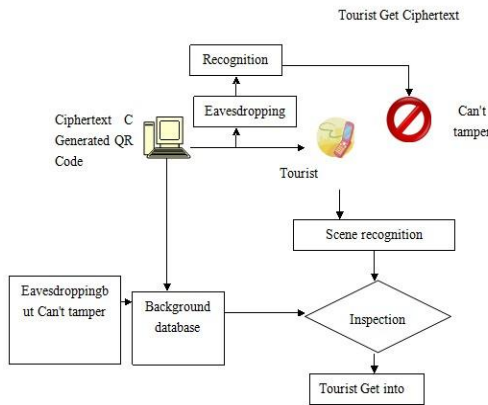 Tourist Get Ciphertext
Recognition
Eavesdropping
Ciphertext C
Generated QR
Code
Can't
tamper
Tourist
Scene recognition
Eavesdroppingb
ut Can't tamper
Background
database
Inspection
Tourist Get into